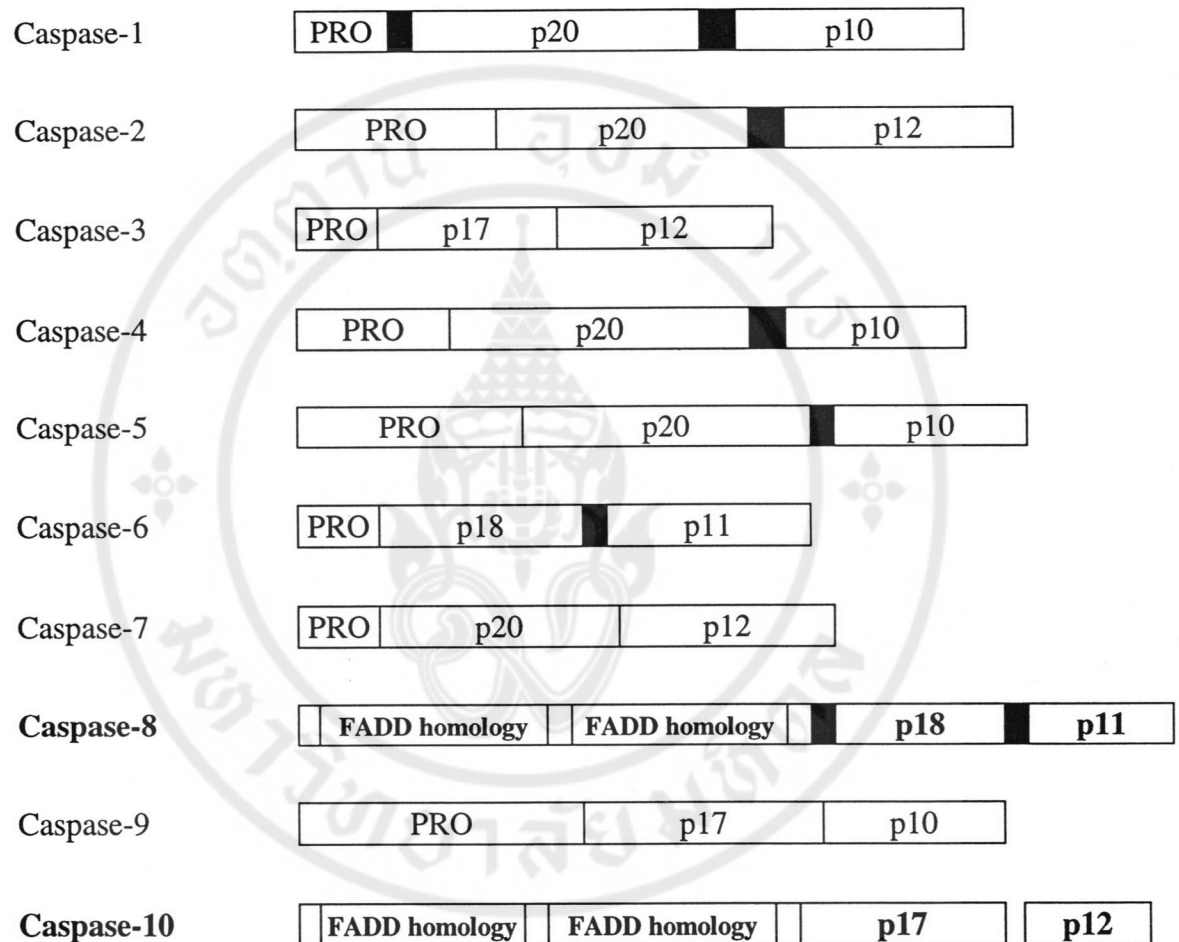 Caspase-1 PRO p20 p10
Caspase-2 PRO p20 p12
Caspase-3 PRO p17 p12
Caspase-4 PRO p20 p10
Caspase-5 PRO p20 p10
Caspase-6 PRO p18 p11
Caspase-7 PRO p20 p12
Caspase-8 FADD homology FADD homology p18 p11
Caspase-9 PRO p17 p10
Caspase-10 FADD homology FADD homology p17 p12